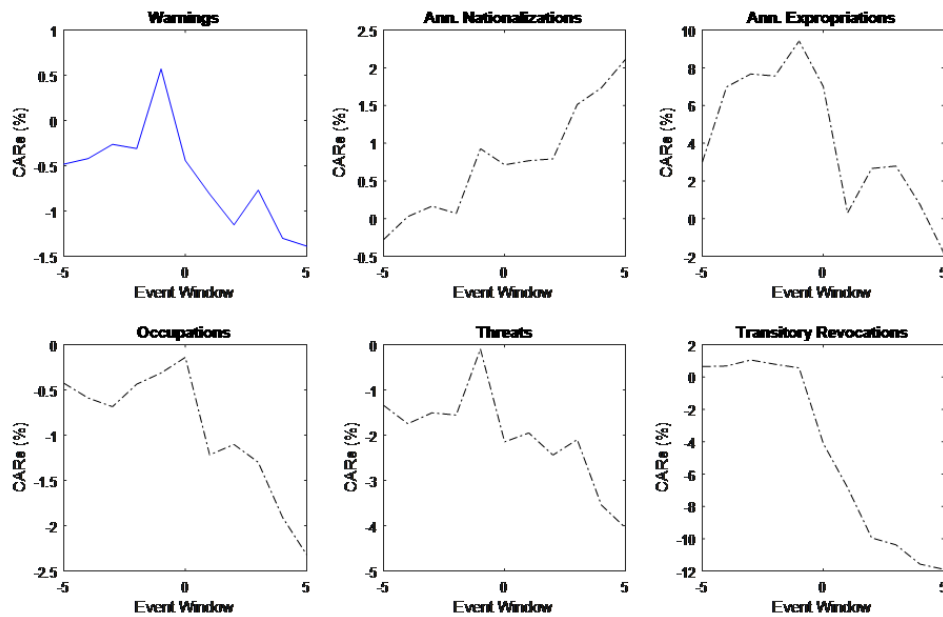 Warnings
CARs (%)
1
0.5
0
-0.5
-1
-1.5
-5 0 5
Event Window
Ann. Nationalizations
CARs (%)
2.5
2
1.5
1
0.5
0
-0.5
-5 0 5
Event Window
Ann. Expropriations
CARs (%)
10
8
6
4
2
0
-2
-5 0 5
Event Window
Occupations
CARs (%)
0
-0.5
-1
-1.5
-2
-2.5
-5 0 5
Event Window
Threats
CARs (%)
0
-1
-2
-3
-4
-5
-5 0 5
Event Window
Transitory Revocations
CARs (%)
2
0
-2
-4
-6
-8
-10
-12
-5 0 5
Event Window